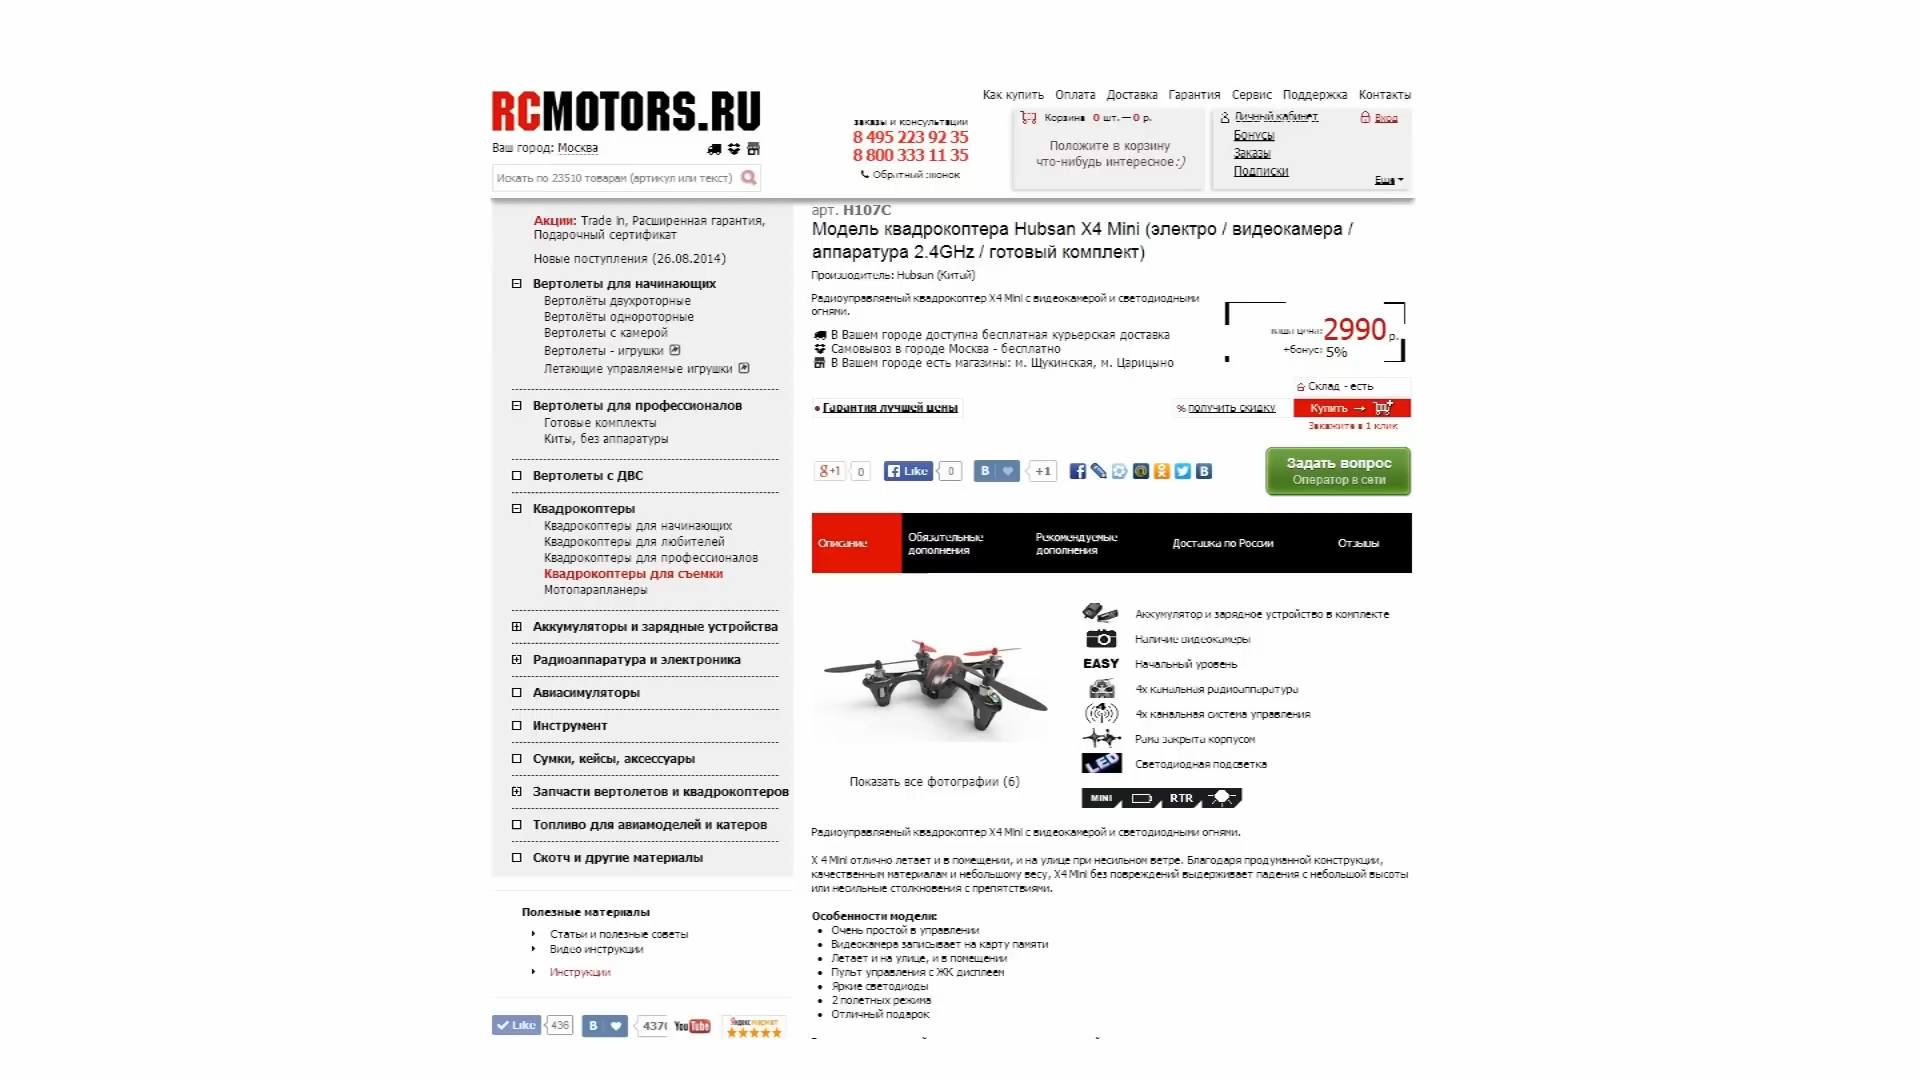 RCMOTORS.RU
Ваш город: Москва
Искать по 23510 товарам (артикул или текст)
заказы и консультации
8 495 223 92 35
8 800 333 11 35
Обратный звонок
Как купить Оплата Доставка Гарантия Сервис Поддержка Контакты
Корзина 0 шт. — 0 р.
Положите в корзину
что-нибудь интересное:)
Личный кабинет Вход
Бонусы
Заказы
Подписки
Еще
Акции: Trade In, Расширенная гарантия,
Подарочный сертификат
Новые поступления (26.08.2014)
Вертолеты для начинающих
Вертолёты двухроторные
Вертолёты однороторные
Вертолеты с камерой
Вертолеты - игрушки
Летающие управляемые игрушки
Вертолеты для профессионалов
Готовые комплекты
Киты, без аппаратуры
Вертолеты с ДВС
Квадрокоптеры
Квадрокоптеры для начинающих
Квадрокоптеры для любителей
Квадрокоптеры для профессионалов
Квадрокоптеры для съемки
Мотопарапланеры
Аккумуляторы и зарядные устройства
Радиоаппаратура и электроника
Авиасимуляторы
Инструмент
Сумки, кейсы, аксессуары
Запчасти вертолетов и квадрокоптеров
Топливо для авиамоделей и катеров
Скотч и другие материалы
Полезные материалы
Статьи и полезные советы
Видео инструкции
Инструкции
Like 436 B 437 YouTube Яндекс маркет
арт. H107C
Модель квадрокоптера Hubsan X4 Mini (электро / видеокамера /
аппаратура 2.4GHz / готовый комплект)
Производитель: Hubsan (Китай)
Радиоуправляемый квадрокоптер X4 Mini с видеокамерой и светодиодными
огнями.
В Вашем городе доступна бесплатная курьерская доставка
Самовывоз в городе Москва - бесплатно
В Вашем городе есть магазины: м. Щукинская, м. Царицыно
ваша цена: 2990 р.
+бонус: 5%
Склад - есть
Гарантия лучшей цены
% получить скидку
Купить →
Закажите в 1 клик
g+1 0 Like 0 B +1
Задать вопрос
Оператор в сети
Описание
Обязательные
дополнения
Рекомендуемые
дополнения
Доставка по России
Отзывы
Показать все фотографии (6)
Аккумулятор и зарядное устройство в комплекте
Наличие видеокамеры
EASY Начальный уровень
4х канальная радиоаппаратура
4 4х канальная система управления
Рама закрыта корпусом
LED Светодиодная подсветка
MINI RTR
Радиоуправляемый квадрокоптер X4 Mini с видеокамерой и светодиодными огнями.
X 4 Mini отлично летает и в помещении, и на улице при несильном ветре. Благодаря продуманной конструкции,
качественным материалам и небольшому весу, X4 Mini без повреждений выдерживает падения с небольшой высоты
или несильные столкновения с препятствиями.
Особенности модели:
Очень простой в управлении
Видеокамера записывает на карту памяти
Летает и на улице, и в помещении
Пульт управления с ЖК дисплеем
Яркие светодиоды
2 полетных режима
Отличный подарок